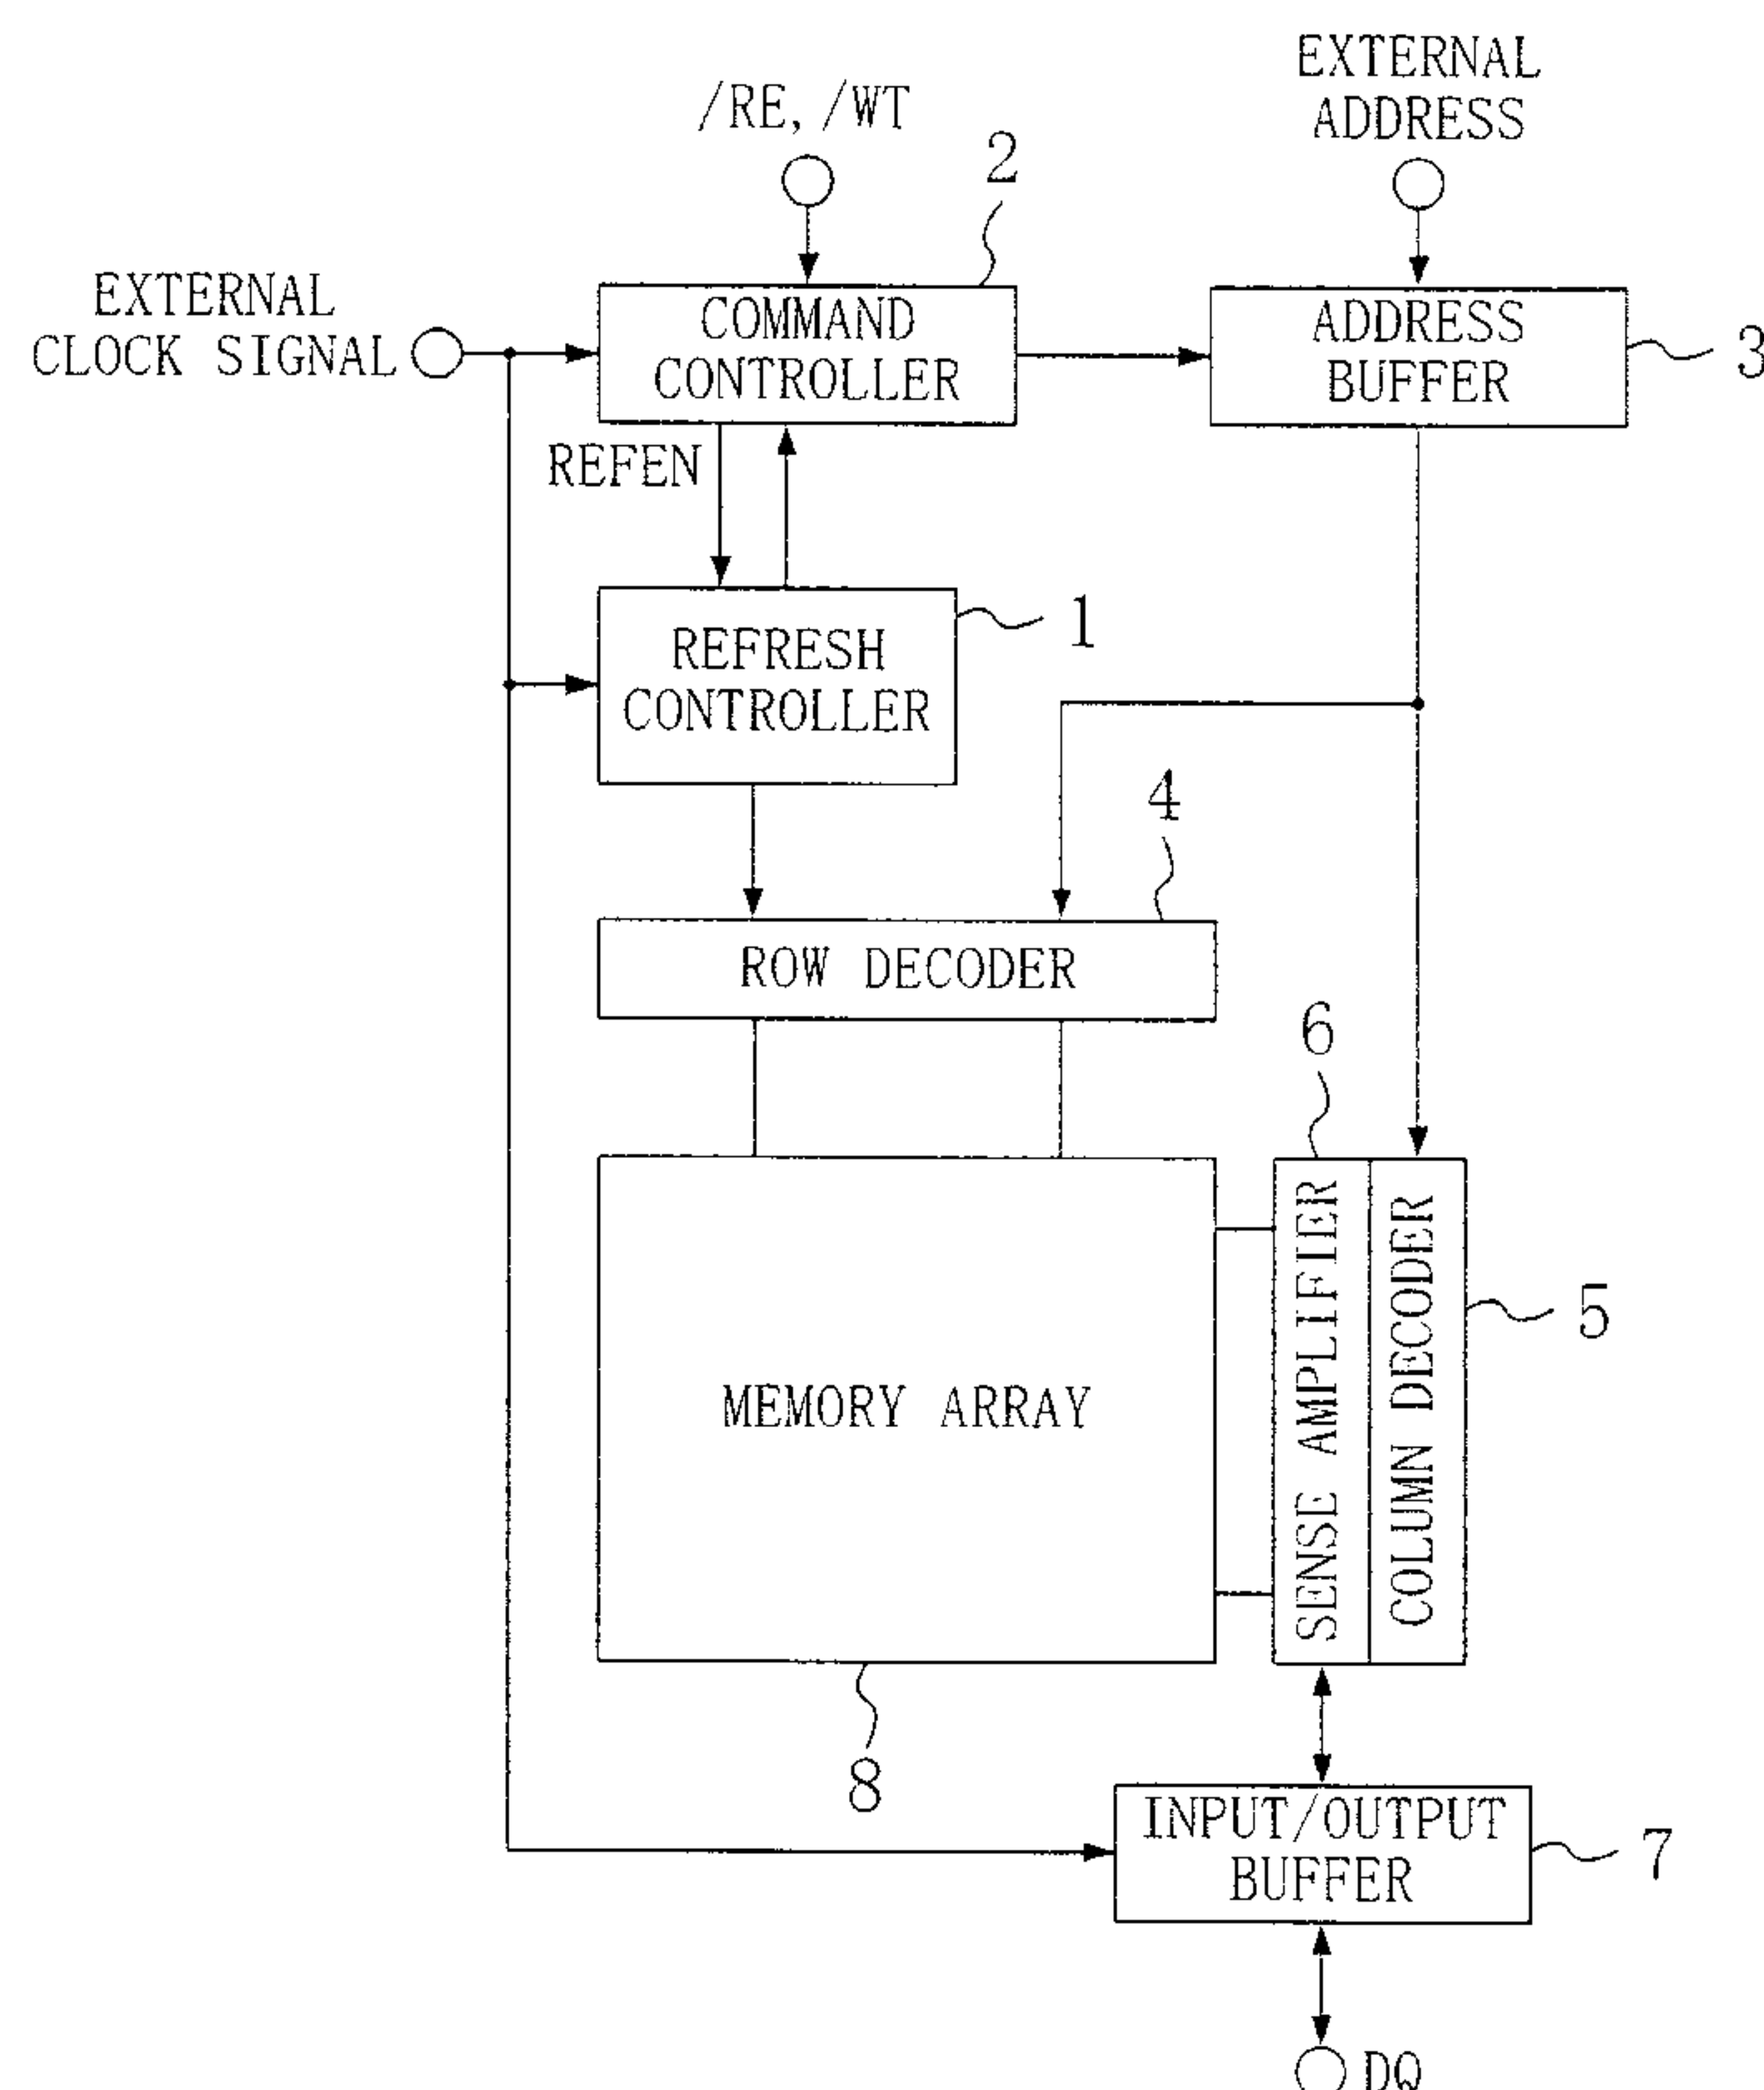 EXTERNAL
ADDRESS
/RE, /WT
2
EXTERNAL
CLOCK SIGNAL
COMMAND
CONTROLLER
ADDRESS
BUFFER
3
REFEN
1
REFRESH
CONTROLLER
4
ROW DECODER
6
SENSE AMPLIFIER
COLUMN DECODER
5
MEMORY ARRAY
8
INPUT/OUTPUT
BUFFER
7
DQ